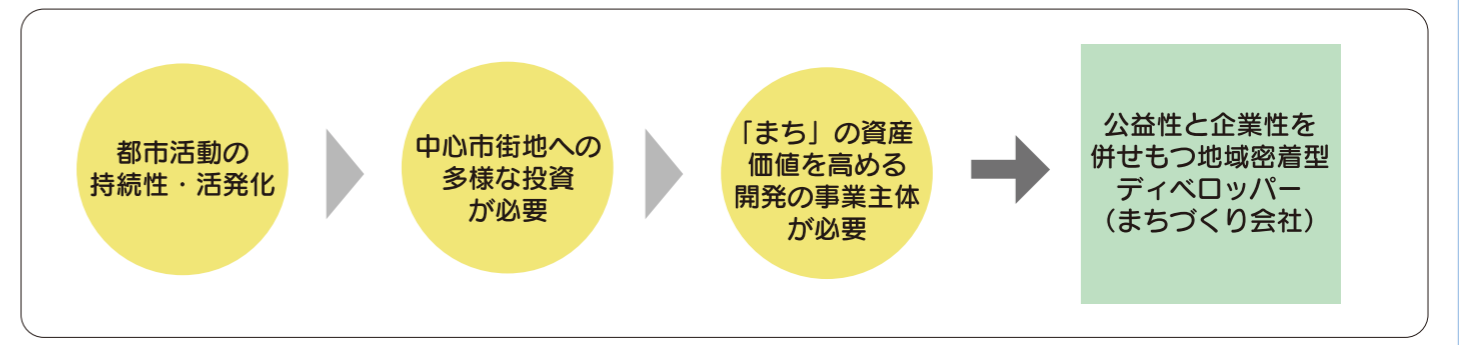 都市活動の
持続性・活発化
中心市街地への
多様な投資
が必要
「まち」の資産
価値を高める
開発の事業主体
が必要
公益性と企業性を
併せもつ地域密着型
ディベロッパー
（まちづくり会社）